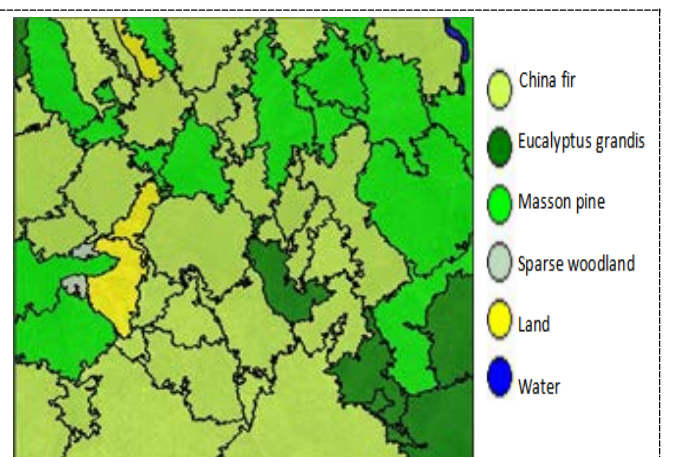 China fir
Eucalyptus grandis
Masson pine
Sparse woodland
Land
Water